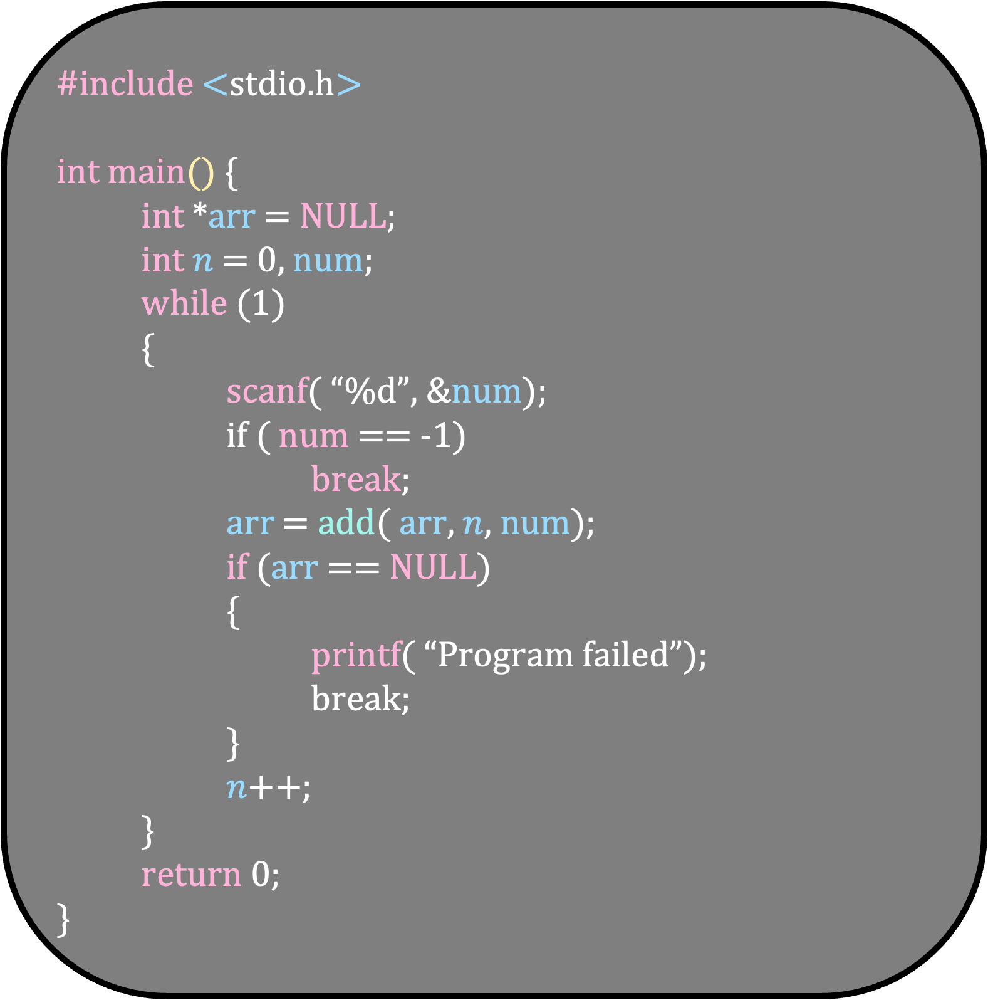 #include <stdio.h>
int main() {
int *arr = NULL;
int n = 0, num;
while (1)
{
scanf( “%d”, &num);
if ( num == -1)
break;
arr = add( arr, n, num);
if (arr == NULL)
{
printf( “Program failed”);
break;
}
n++;
}
return 0;
}